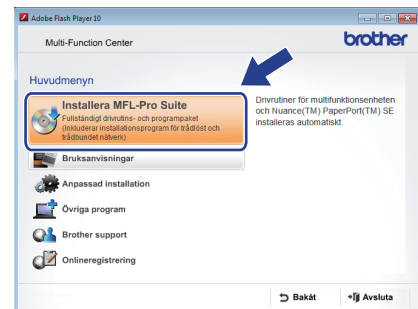 Adobe Flash Player 10
Multi-Function Center
brother
Huvudmenyn
Installera MFL-Pro Suite
Fullständigt drivrutins- och programpaket
(Inkluderar installationsprogram för trådlöst och
trådbundet nätverk)
Drivrutiner för multifunktionsenheten
och Nuance(TM) PaperPort(TM) SE
installeras automatiskt.
Bruksanvisningar
Anpassad installation
Övriga program
Brother support
Onlineregistrering
Bakåt
Avsluta